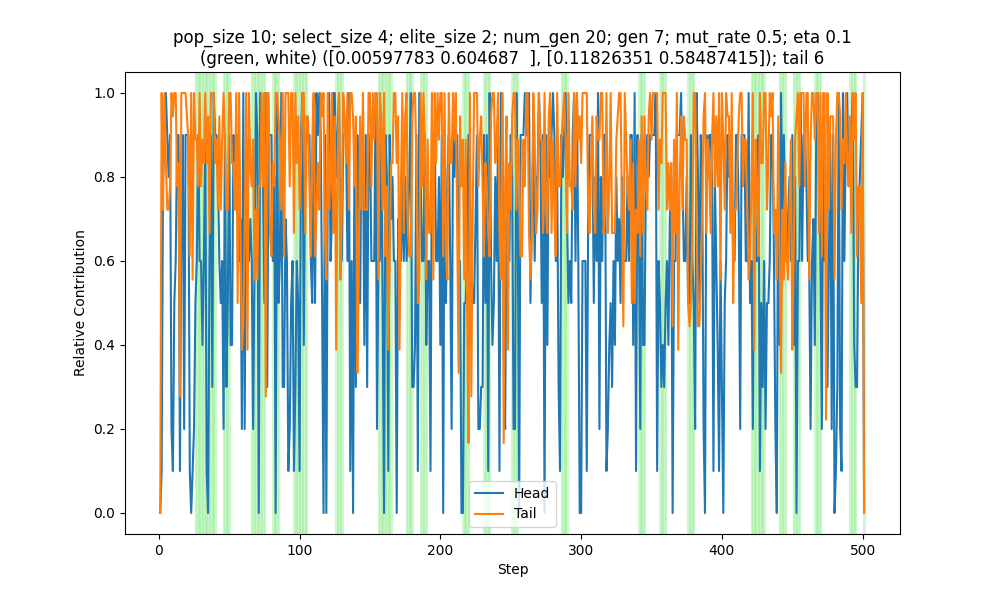 pop_size 10; select_size 4; elite_size 2; num_gen 20; gen 7; mut_rate 0.5; eta 0.1
(green, white) ([0.00597783 0.604687  ], [0.11826351 0.58487415]); tail 6
1.0
0.8
0.6
0.4
0.2
0.0
Relative Contribution
Head
Tail
0 100 200 300 400 500
Step